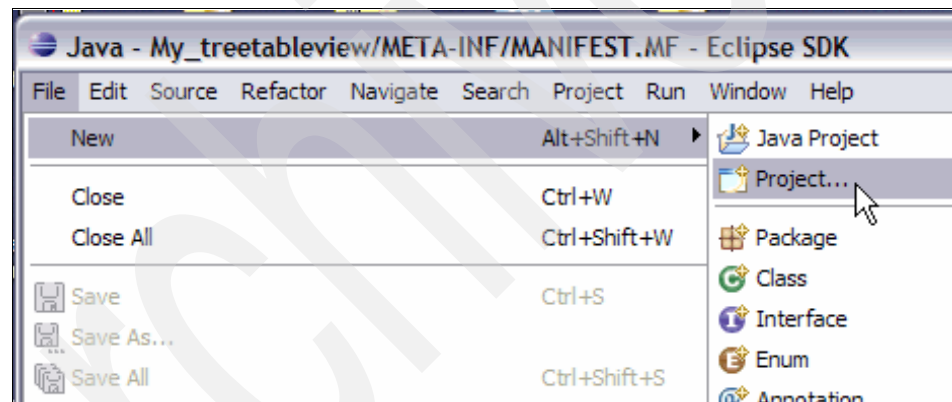 Java - My_treetableview/META-INF/MANIFEST.MF - Eclipse SDK
File Edit Source Refactor Navigate Search Project Run Window Help
New Alt+Shift+N
Close Ctrl+W
Close All Ctrl+Shift+W
Save Ctrl+S
Save As...
Save All Ctrl+Shift+S
Java Project
Project...
Package
Class
Interface
Enum
Annotation